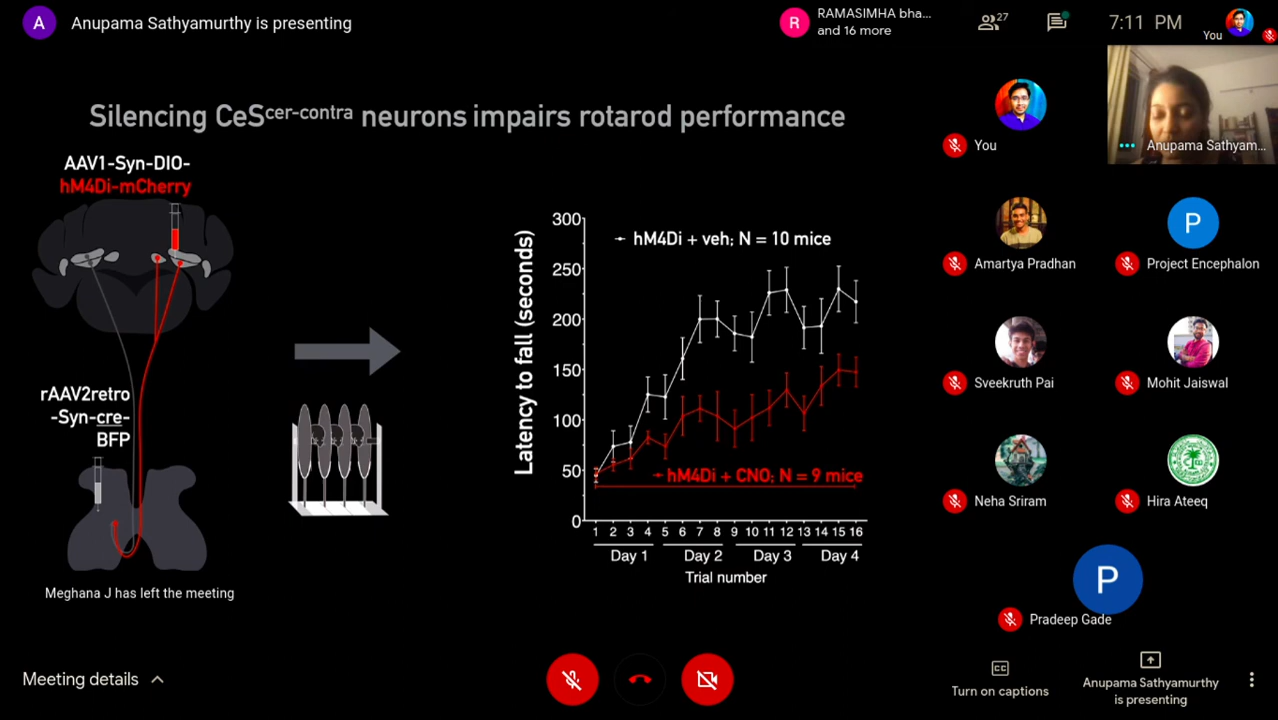 A
Anupama Sathyamurthy is presenting
R
RAMASIMHA bha...
and 16 more
27
7:11 PM
You
Silencing CeScer-contra neurons impairs rotarod performance
AAV1-Syn-DIO-
hM4Di-mCherry
rAAV2retro
-Syn-cre-
BFP
Meghana J has left the meeting
Latency to fall (seconds)
300
250
200
150
100
50
0
hM4Di + veh; N = 10 mice
hM4Di + CNO; N = 9 mice
1 2 3 4 5 6 7 8 9 10 11 12 13 14 15 16
Day 1 Day 2 Day 3 Day 4
Trial number
You
Anupama Sathyam...
Amartya Pradhan
P
Project Encephalon
Sveekruth Pai
Mohit Jaiswal
Neha Sriram
Hira Ateeq
P
Pradeep Gade
Meeting details
CC
Turn on captions
Anupama Sathyamurthy
is presenting